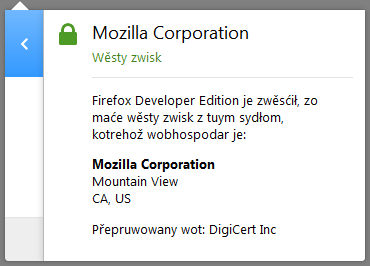 Mozilla Corporation
Wěsty zwisk
Firefox Developer Edition je zwěsćił, zo
maće wěsty zwisk z tuym sydłom,
kotrehož wobhospodar je:
Mozilla Corporation
Mountain View
CA, US
Přepruwowany wot: DigiCert Inc